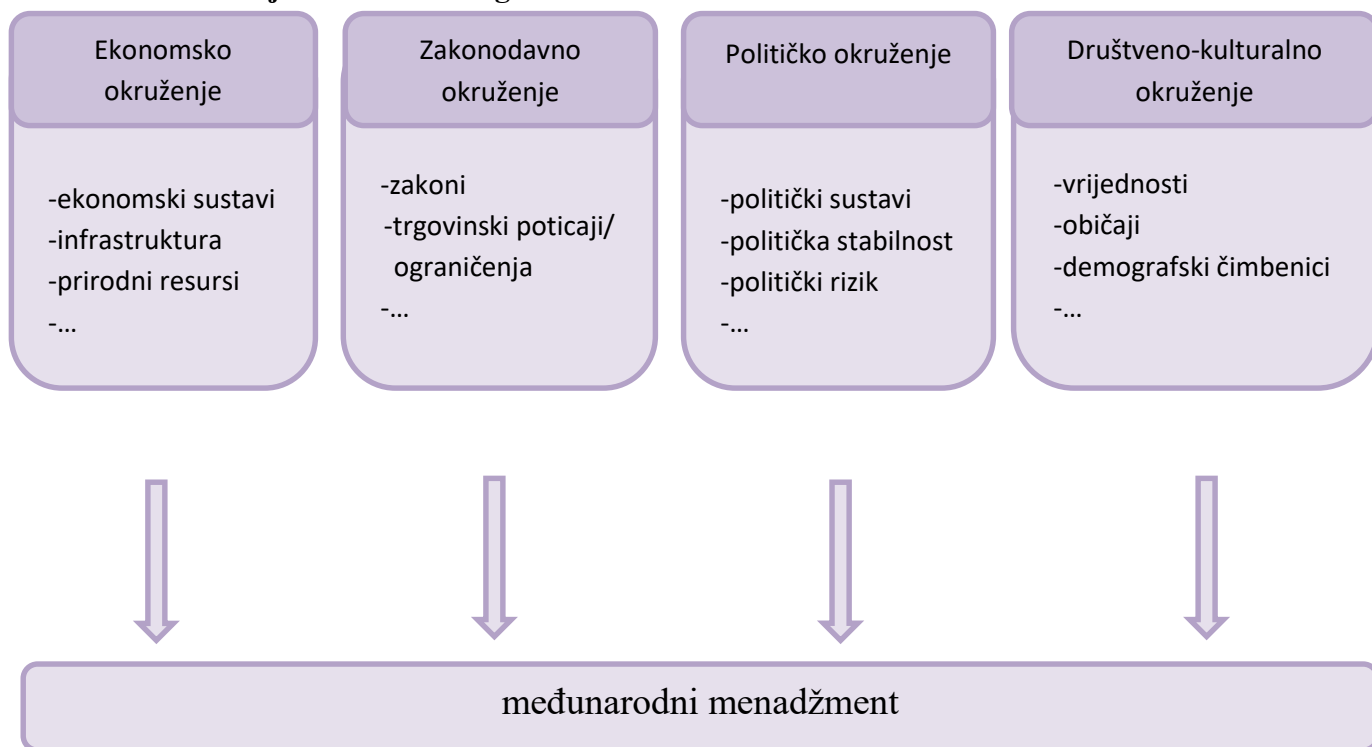 Ekonomsko
okruženje
-ekonomski sustavi
-infrastruktura
-prirodni resursi
-...
Zakonodavno
okruženje
-zakoni
-trgovinski poticaji/
ograničenja
-...
Političko okruženje
-politički sustavi
-politička stabilnost
-politički rizik
-...
Društveno-kulturalno
okruženje
-vrijednosti
-običaji
-demografski čimbenici
-...
međunarodni menadžment